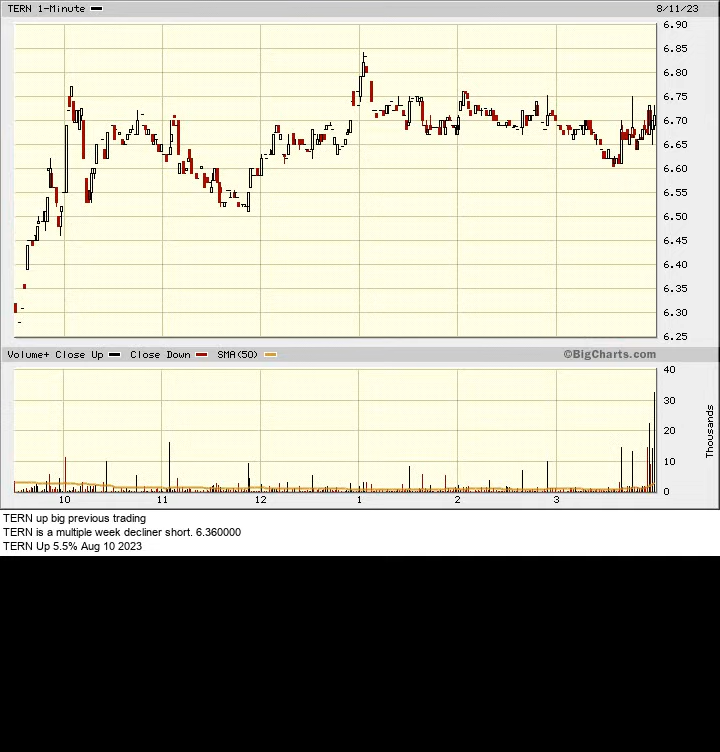 TERN 1-Minute 8/11/23
6.90
6.85
6.80
6.75
6.70
6.65
6.60
6.55
6.50
6.45
6.40
6.35
6.30
6.25
Volume+ Close Up Close Down SMA(50) ©BigCharts.com
40
30
20
10
0
Thousands
10 11 12 1 2 3
TERN up big previous trading
TERN is a multiple week decliner short. 6.360000
TERN Up 5.5% Aug 10 2023